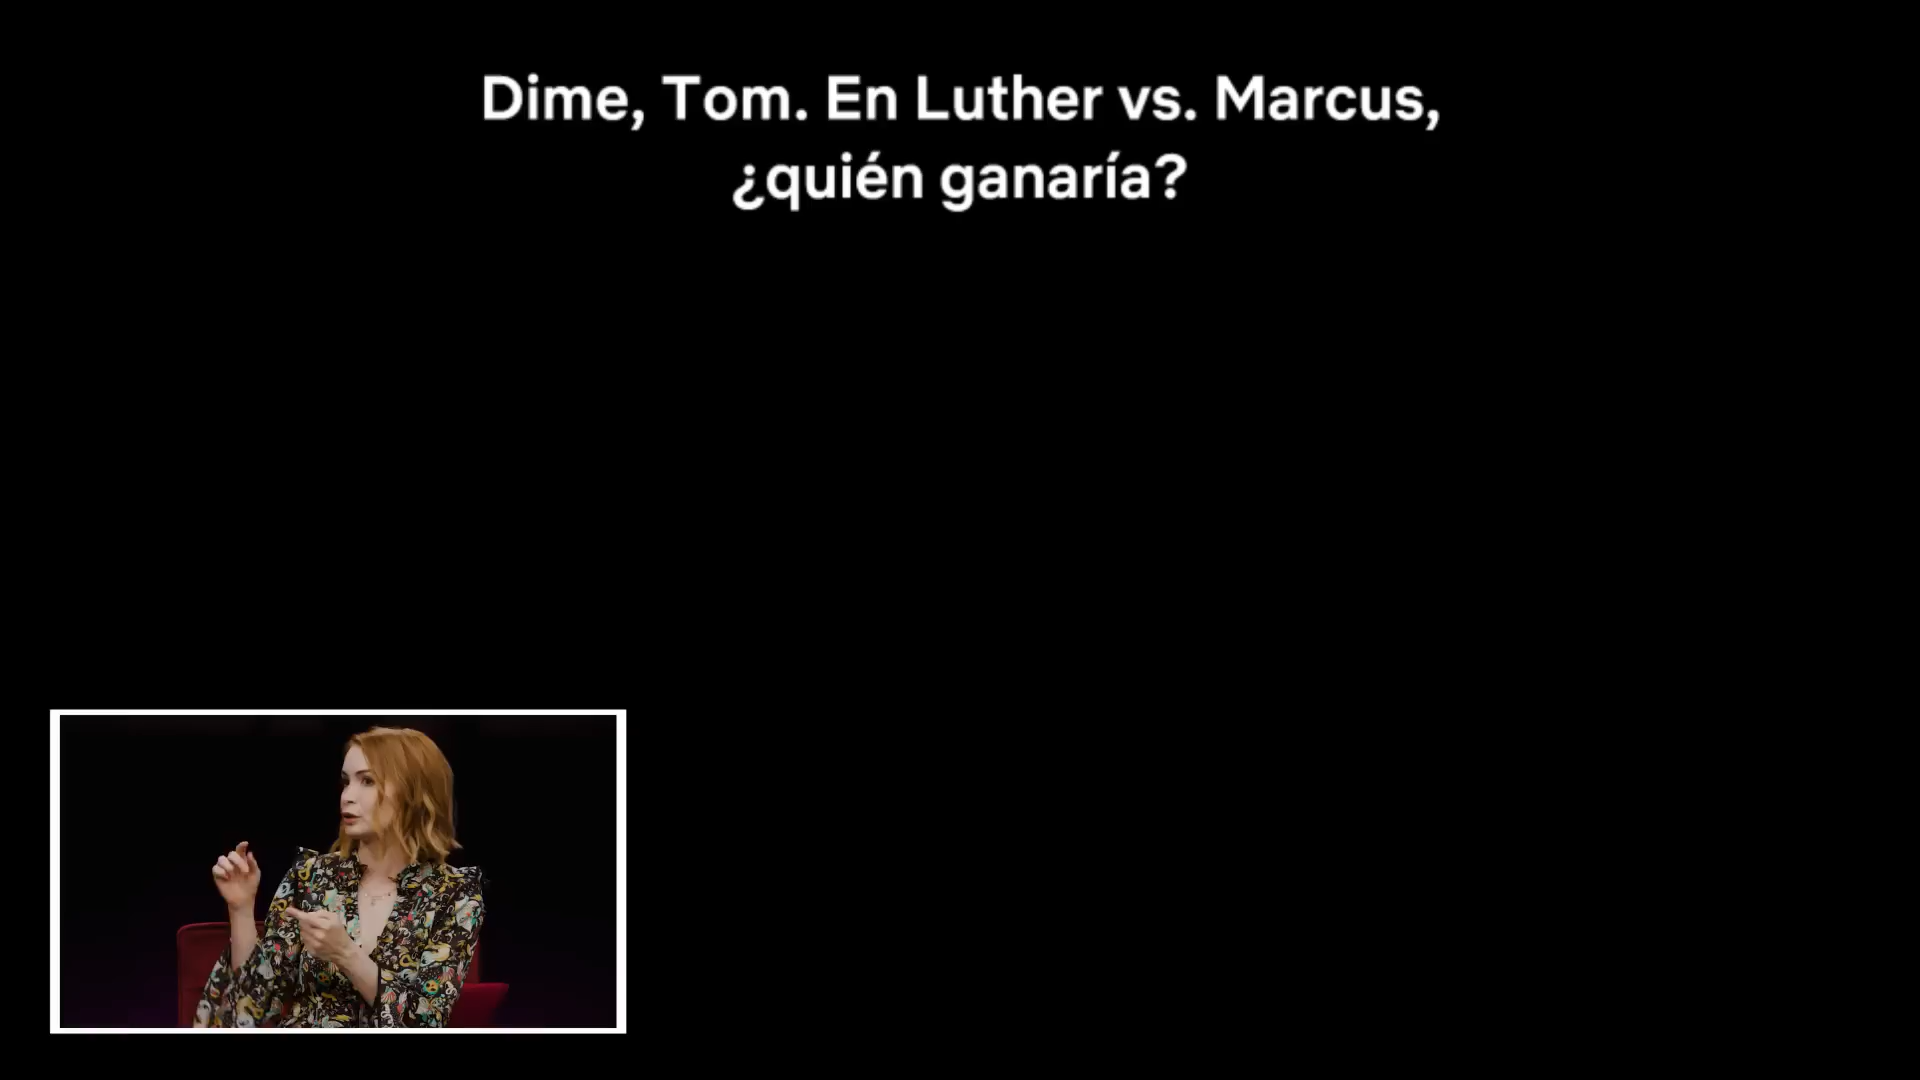 Dime, Tom. En Luther vs. Marcus,
¿quién ganaría?